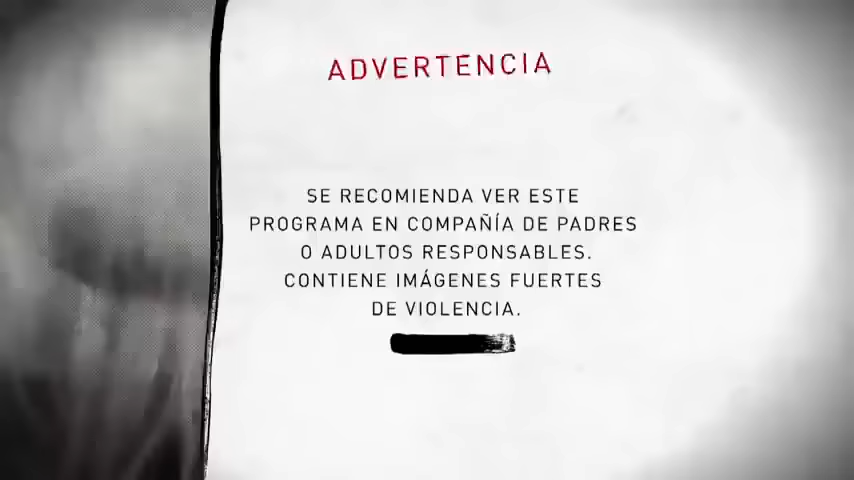 ADVERTENCIA
SE RECOMIENDA VER ESTE
PROGRAMA EN COMPAÑÍA DE PADRES
O ADULTOS RESPONSABLES.
CONTIENE IMÁGENES FUERTES
DE VIOLENCIA.